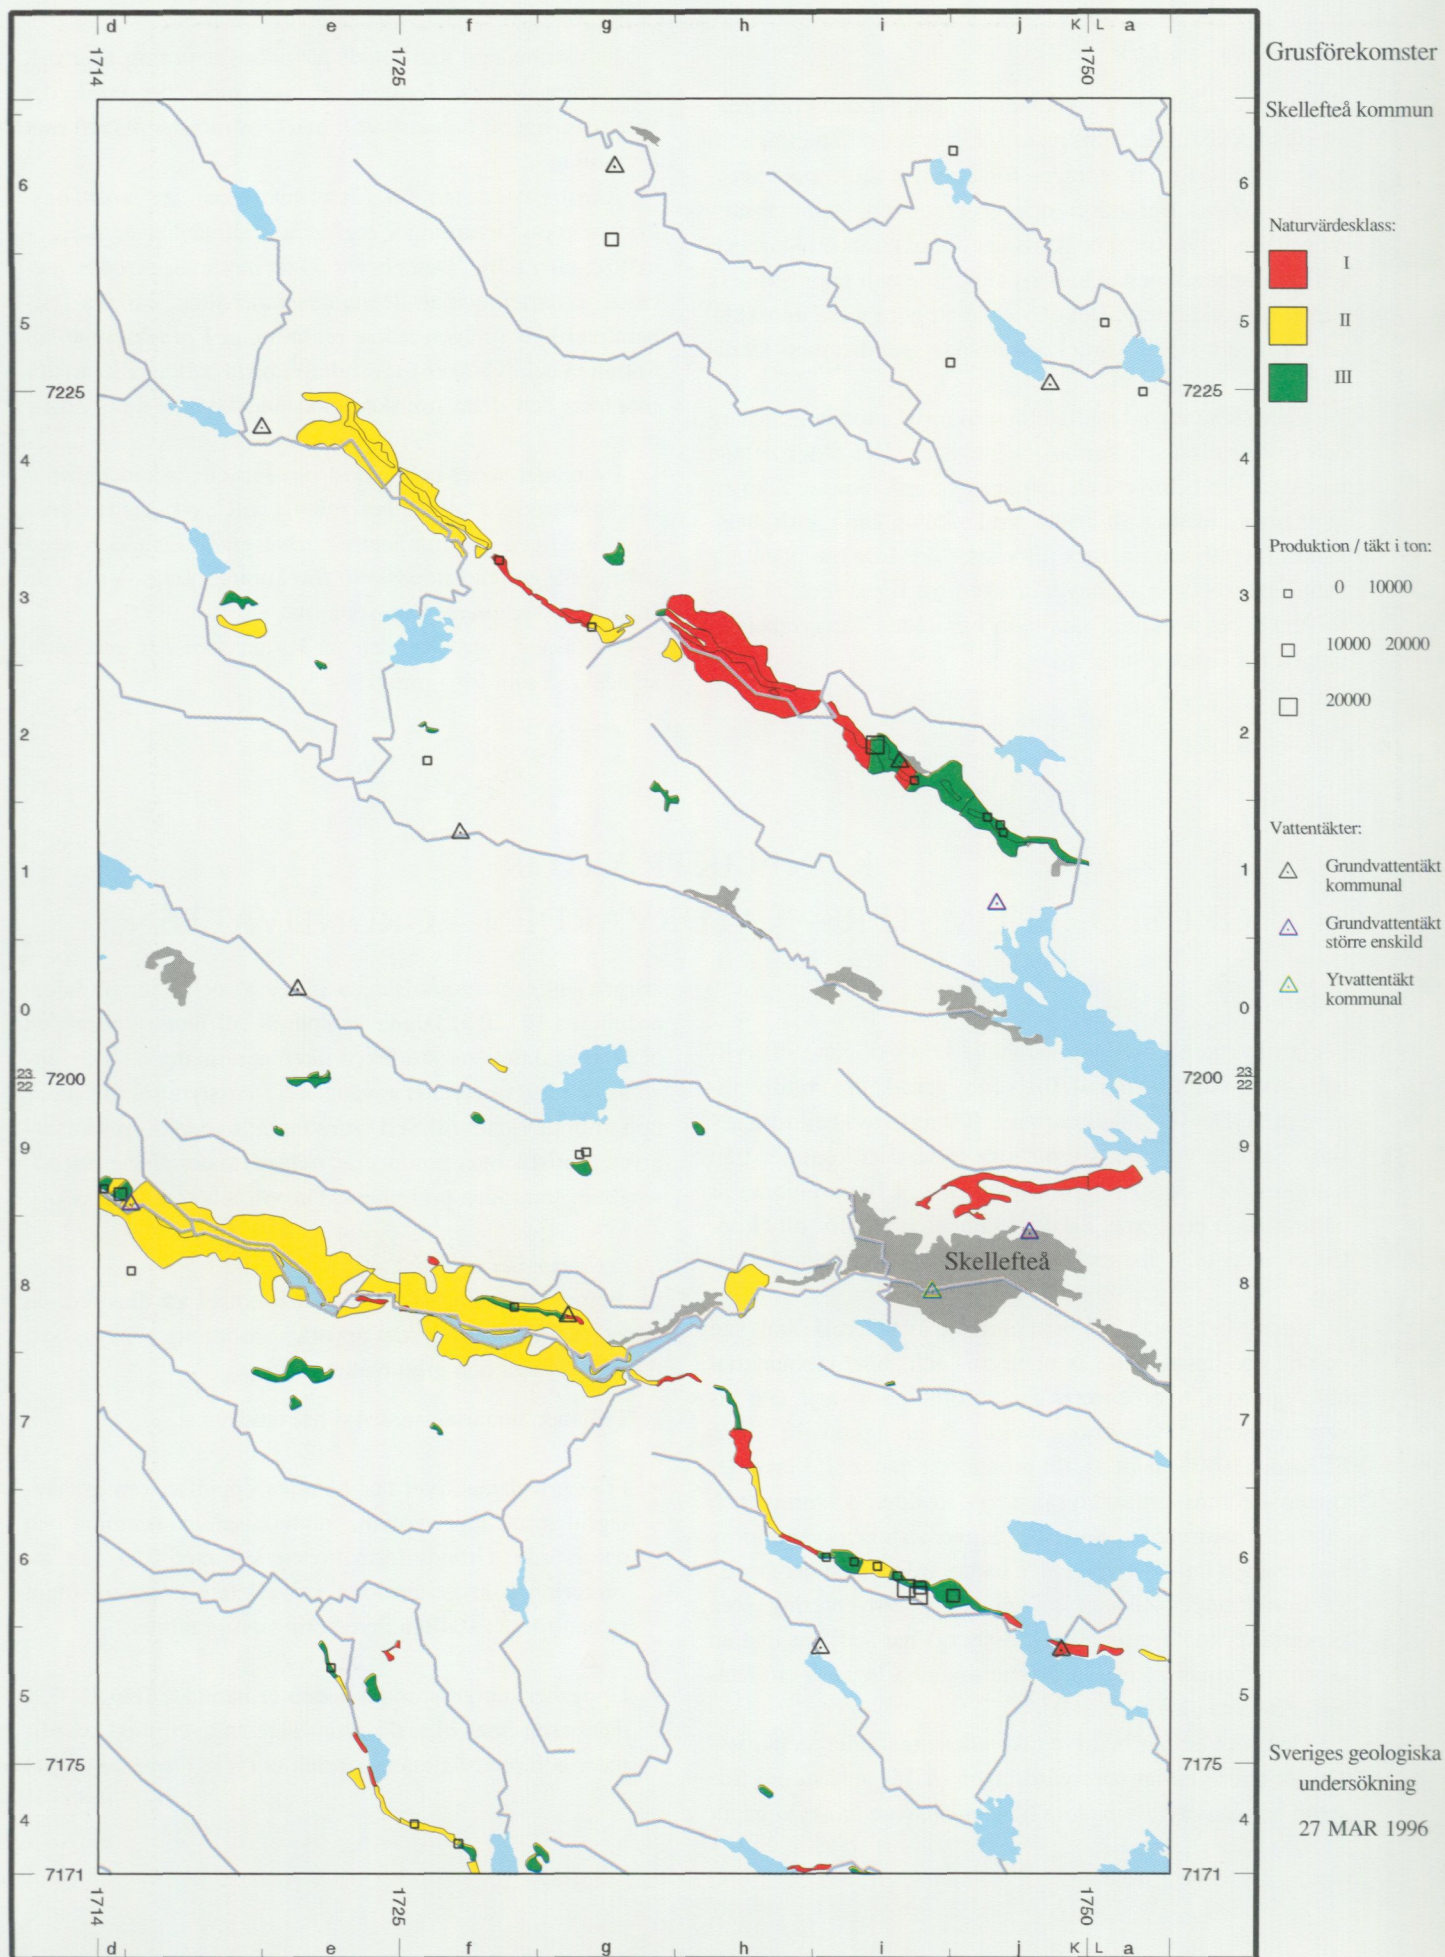 d e f g h i j K L a
1714 1725 1750
Grusförekomster
Skellefteå kommun
6 6
Naturvärdesklass:
I
5 5
II
III
7225 7225
4 4
Produktion / täkt i ton:
3 3
0 10000
10000 20000
20000
2 2
Vattentäkter:
1 1
Grundvattentäkt
kommunal
Grundvattentäkt
större enskild
Ytvattentäkt
kommunal
0 0
23 23
22 7200 7200 22
9 9
Skellefteå
8 8
7 7
6 6
5 5
7175 7175
Sveriges geologiska
undersökning
4 4
27 MAR 1996
7171 7171
1714 1725 1750
d e f g h i j K L a